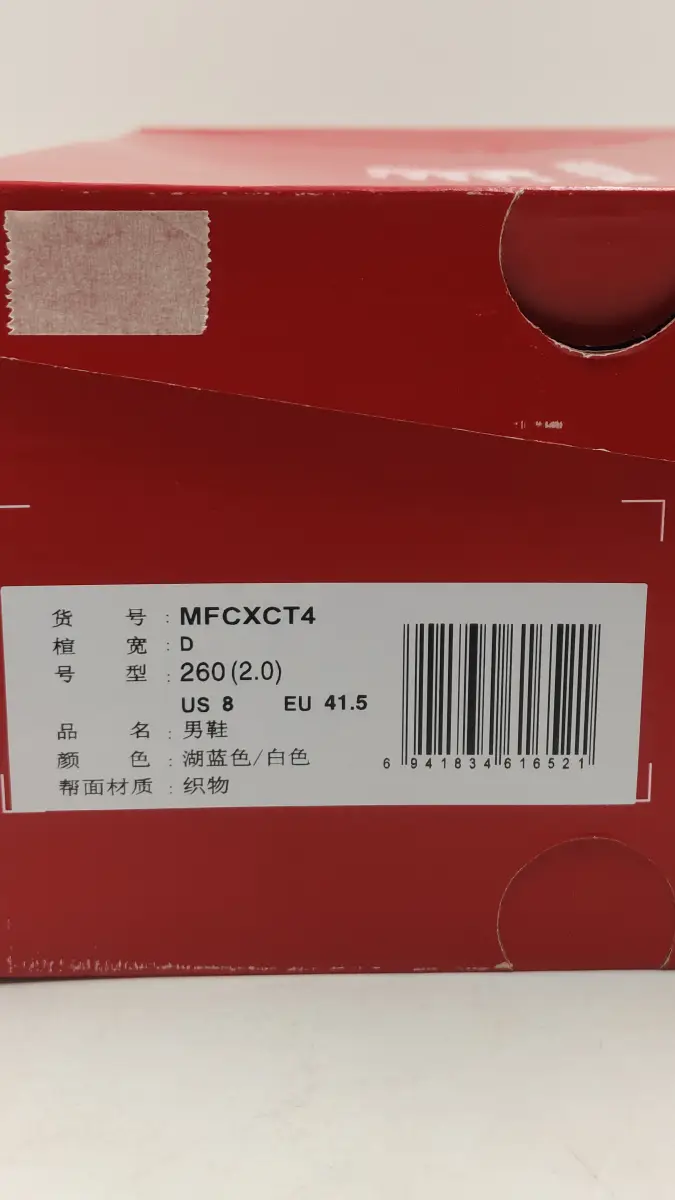 货 号 : MFCXCT4
楦 宽 : D
号 型 : 260(2.0)
US 8 EU 41.5
品 名 : 男鞋
颜 色 : 湖蓝色/白色
帮面材质 : 织物
6 941834 616521